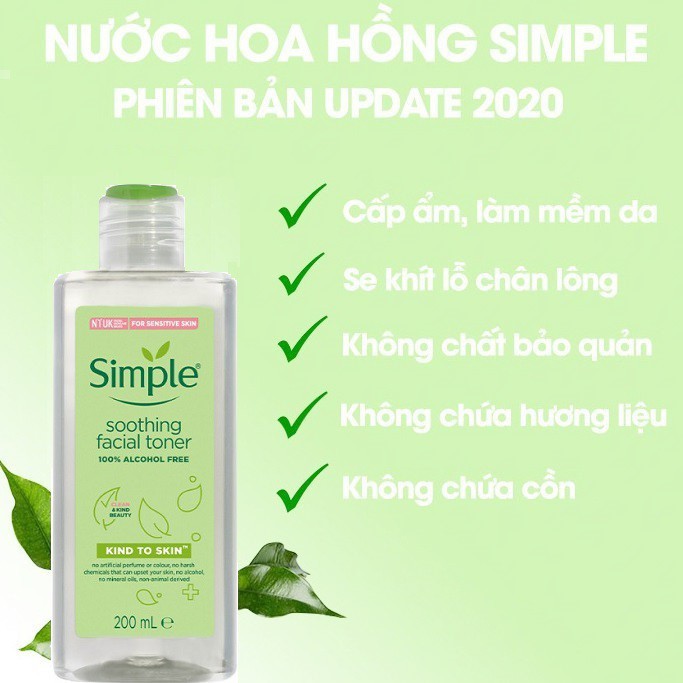 NƯỚC HOA HỒNG SIMPLE
PHIÊN BẢN UPDATE 2020
Cấp ẩm, làm mềm da
Se khít lỗ chân lông
Không chất bảo quản
Không chứa hương liệu
Không chứa cồn
NTUK FOR SENSITIVE SKIN
Simple®
soothing
facial toner
100% ALCOHOL FREE
CLEAN
& KIND
BEAUTY
KIND TO SKIN™
no artificial perfume or colour, no harsh
chemicals that can upset your skin, no alcohol,
no mineral oils, non-animal derived
200 mL ℮